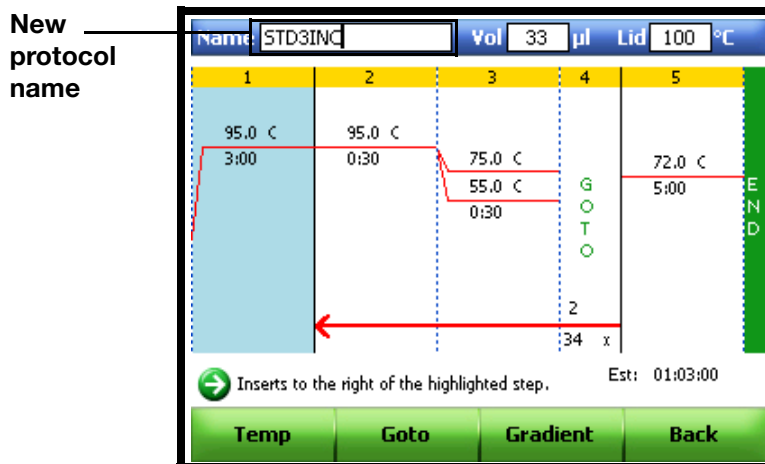 New
protocol
name
Name STD3INC Vol 33 µl Lid 100 °C
1 2 3 4 5
95.0 C 95.0 C
3:00 0:30 75.0 C 72.0 C
55.0 C 5:00
0:30
GOTO
END
2
34 x
Inserts to the right of the highlighted step. Est: 01:03:00
Temp Goto Gradient Back